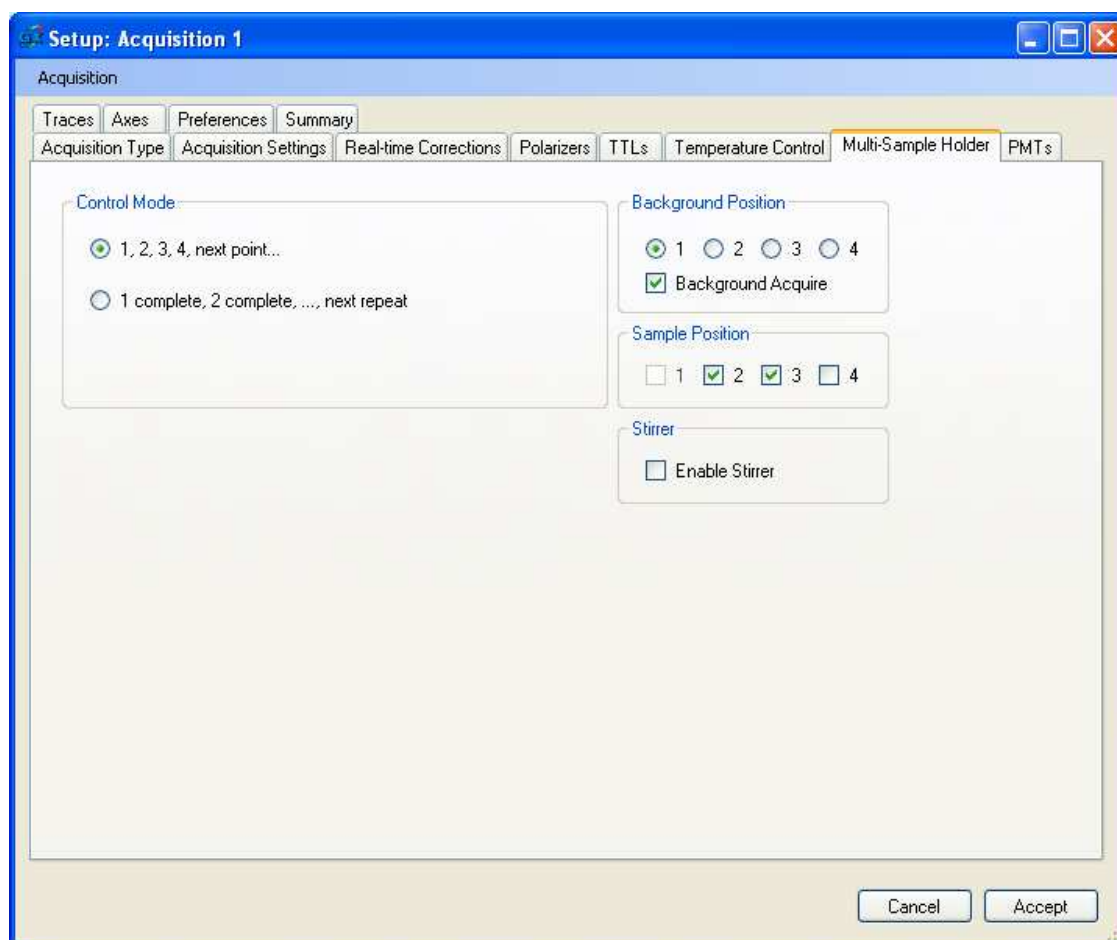 Setup: Acquisition 1
Acquisition
Traces Axes Preferences Summary
Acquisition Type Acquisition Settings Real-time Corrections Polarizers TTLs Temperature Control Multi-Sample Holder PMTs
Control Mode
1, 2, 3, 4, next point...
1 complete, 2 complete, ..., next repeat
Background Position
1 2 3 4
Background Acquire
Sample Position
1 2 3 4
Stirrer
Enable Stirrer
Cancel Accept